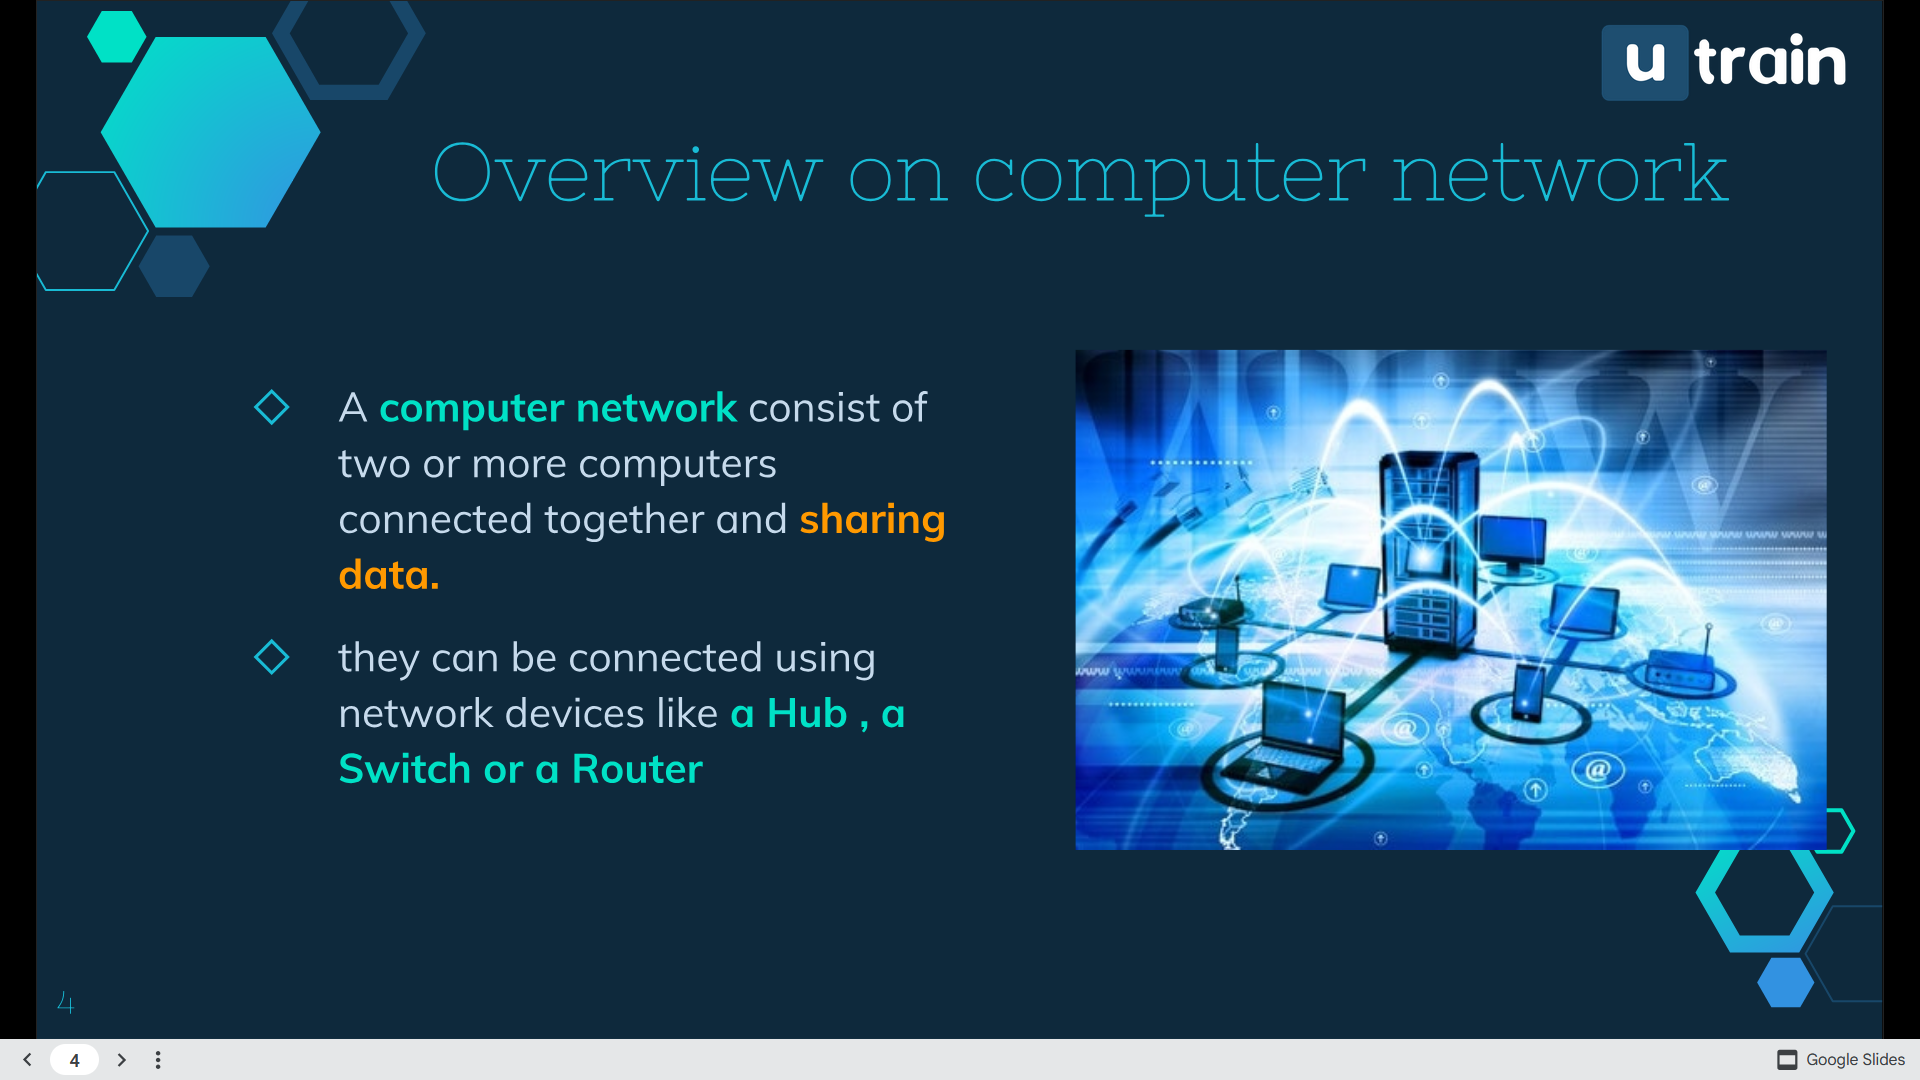 u train
Overview on computer network
A computer network consist of
two or more computers
connected together and sharing
data.
they can be connected using
network devices like a Hub , a
Switch or a Router
4
4
Google Slides